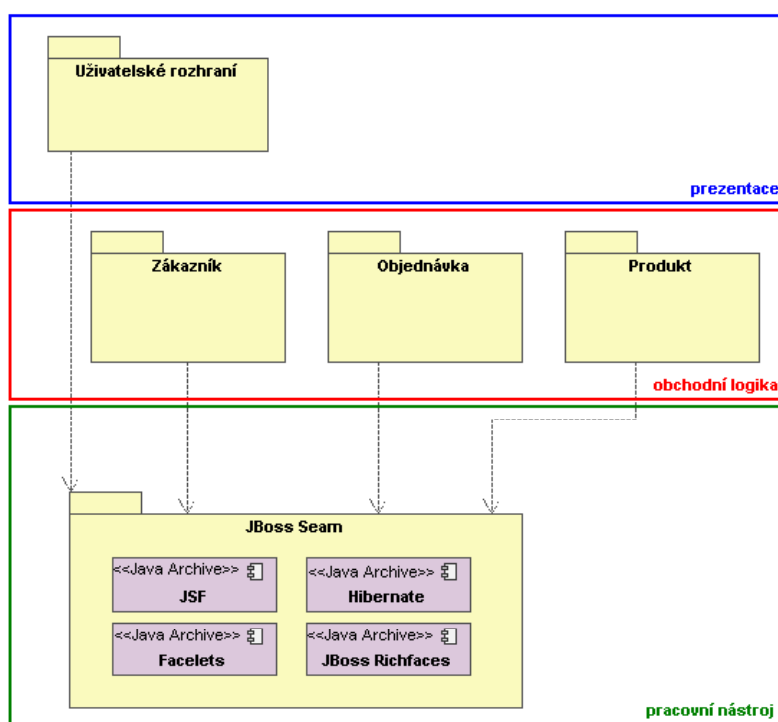 Uživatelské rozhraní
prezentace
Zákazník
Objednávka
Produkt
obchodní logika
JBoss Seam
<<Java Archive>>
JSF
<<Java Archive>>
Hibernate
<<Java Archive>>
Facelets
<<Java Archive>>
JBoss Richfaces
pracovní nástroj